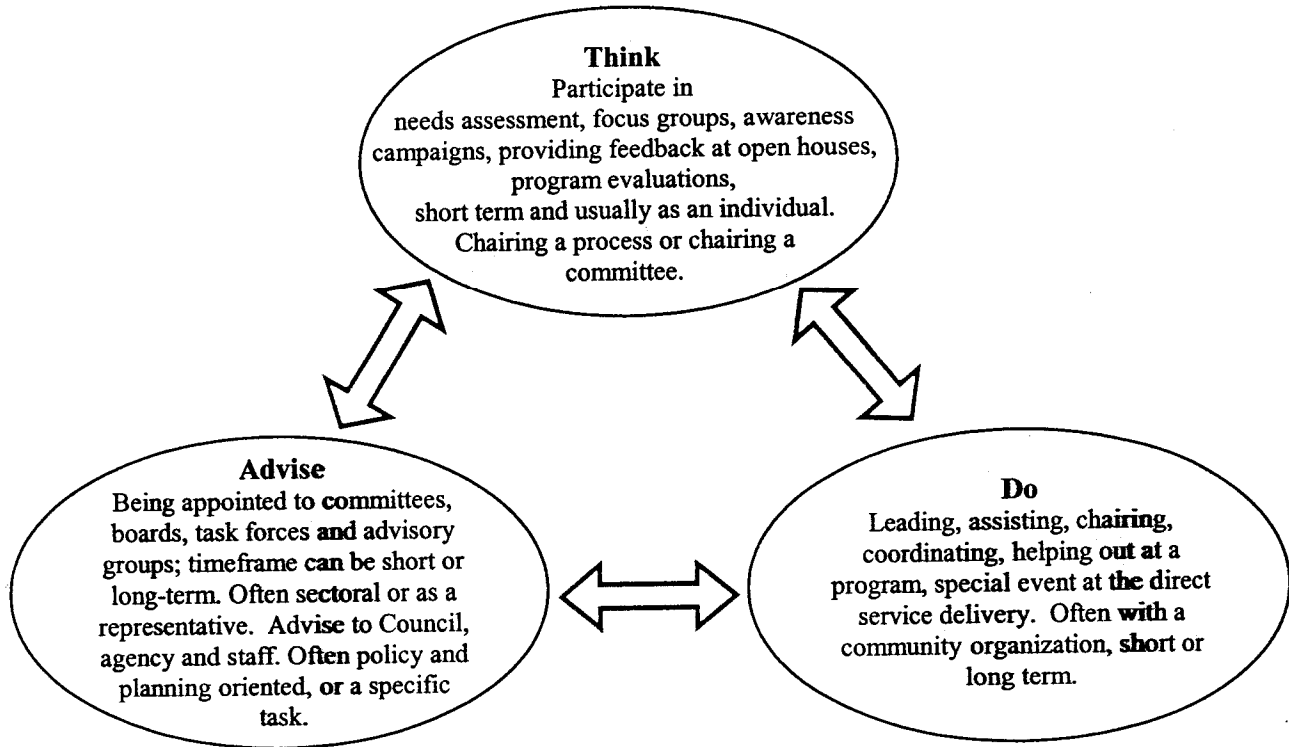 Think
Participate in
needs assessment, focus groups, awareness
campaigns, providing feedback at open houses,
program evaluations,
short term and usually as an individual.
Chairing a process or chairing a
committee.
Advise
Being appointed to committees,
boards, task forces and advisory
groups; timeframe can be short or
long-term. Often sectoral or as a
representative. Advise to Council,
agency and staff. Often policy and
planning oriented, or a specific
task.
Do
Leading, assisting, chairing,
coordinating, helping out at a
program, special event at the direct
service delivery. Often with a
community organization, short or
long term.